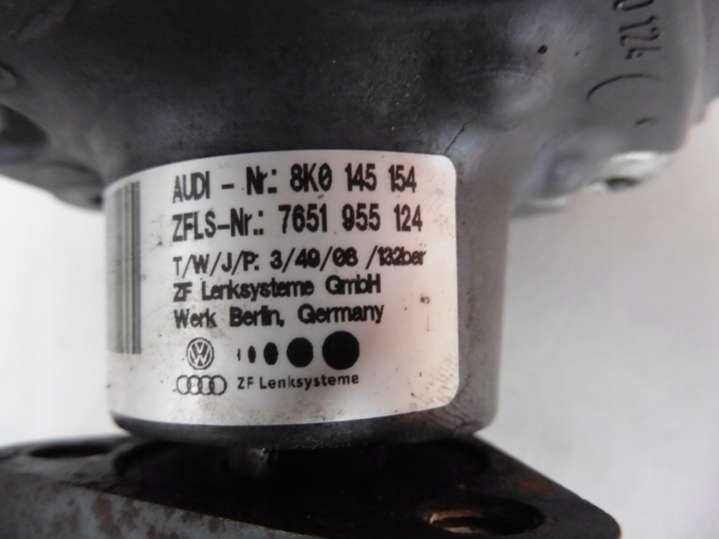 AUDI - Nr.: 8K0 145 154
ZFLS-Nr.: 7651 955 124
T/W/J/P: 3/49/08 /132bar
ZF Lenksysteme GmbH
Werk Berlin, Germany
ZF Lenksysteme
0124 (